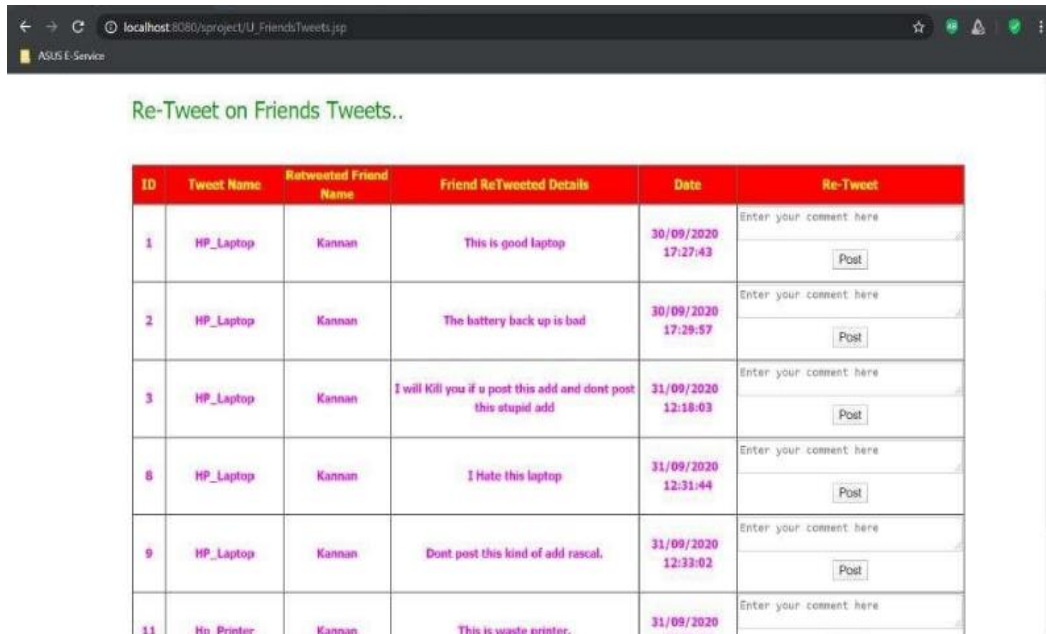 localhost:8080/sproject/U_FriendsTweets.jsp
ASUS E-Service
Re-Tweet on Friends Tweets..
ID Tweet Name Retweeted Friend Name Friend ReTweeted Details Date Re-Tweet
1 HP_Laptop Kannan This is good laptop 30/09/2020 17:27:43 Enter your comment here
Post
2 HP_Laptop Kannan The battery back up is bad 30/09/2020 17:29:57 Enter your comment here
Post
3 HP_Laptop Kannan I will Kill you if u post this add and dont post this stupid add 31/09/2020 12:18:03 Enter your comment here
Post
8 HP_Laptop Kannan I Hate this laptop 31/09/2020 12:31:44 Enter your comment here
Post
9 HP_Laptop Kannan Dont post this kind of add rascal. 31/09/2020 12:33:02 Enter your comment here
Post
11 Hp_Printer Kannan This is waste printer. 31/09/2020 Enter your comment here